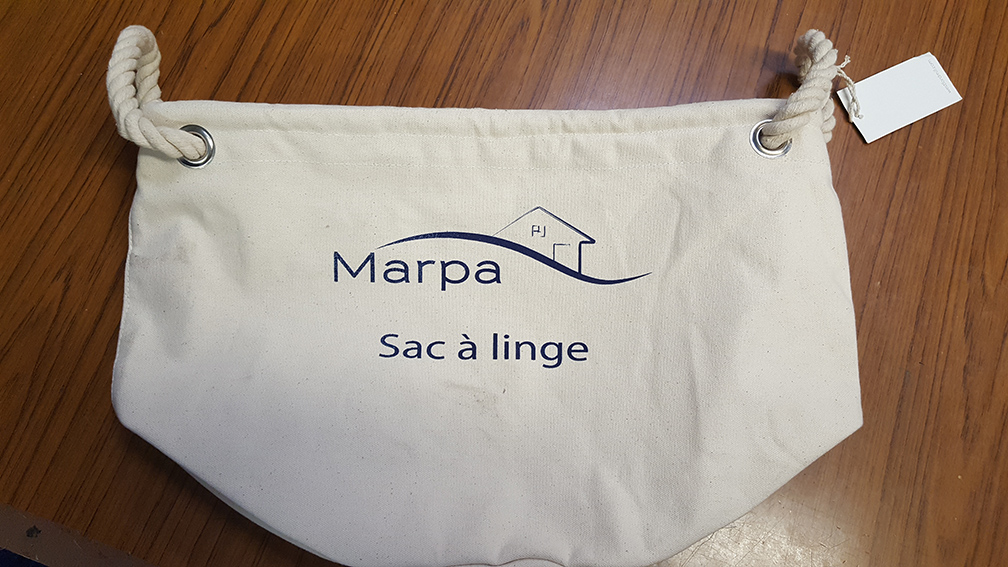 Marpa
Sac à linge